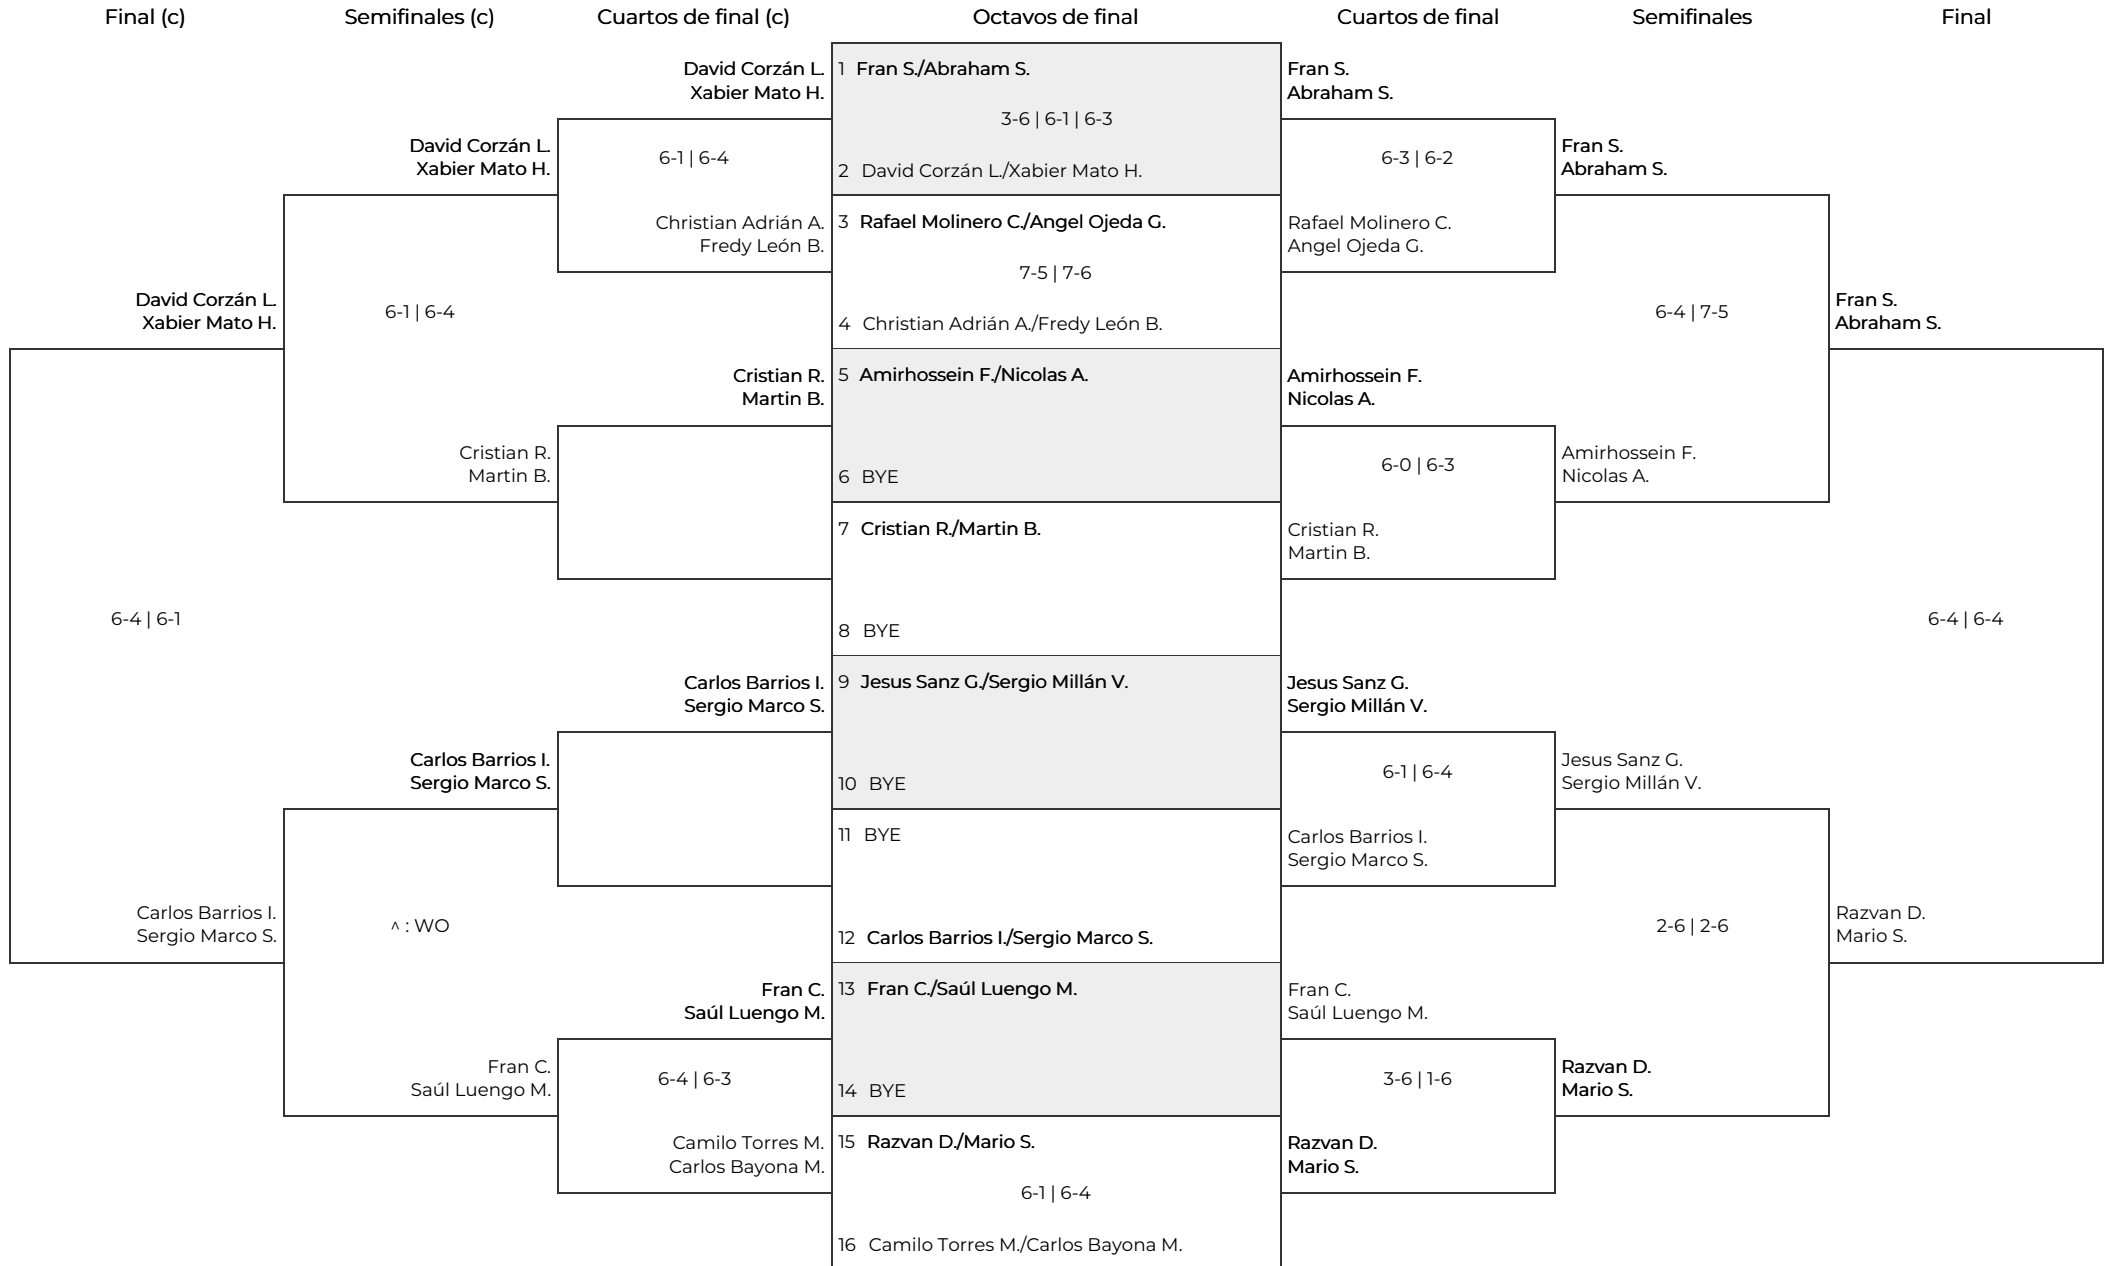 Final (c)
Semifinales (c)
Cuartos de final (c)
Octavos de final
Cuartos de final
Semifinales
Final
David Corzán L.
Xabier Mato H.
6-4 | 6-1
Carlos Barrios I.
Sergio Marco S.
David Corzán L.
Xabier Mato H.
6-1 | 6-4
Cristian R.
Martin B.
Carlos Barrios I.
Sergio Marco S.
^ : WO
Fran C.
Saúl Luengo M.
David Corzán L.
Xabier Mato H.
6-1 | 6-4
Christian Adrián A.
Fredy León B.
Cristian R.
Martin B.
Carlos Barrios I.
Sergio Marco S.
Fran C.
Saúl Luengo M.
6-4 | 6-3
Camilo Torres M.
Carlos Bayona M.
1 Fran S./Abraham S.
3-6 | 6-1 | 6-3
2 David Corzán L./Xabier Mato H.
3 Rafael Molinero C./Angel Ojeda G.
7-5 | 7-6
4 Christian Adrián A./Fredy León B.
5 Amirhossein F./Nicolas A.
6 BYE
7 Cristian R./Martin B.
8 BYE
9 Jesus Sanz G./Sergio Millán V.
10 BYE
11 BYE
12 Carlos Barrios I./Sergio Marco S.
13 Fran C./Saúl Luengo M.
14 BYE
15 Razvan D./Mario S.
6-1 | 6-4
16 Camilo Torres M./Carlos Bayona M.
Fran S.
Abraham S.
6-3 | 6-2
Rafael Molinero C.
Angel Ojeda G.
Amirhossein F.
Nicolas A.
6-0 | 6-3
Cristian R.
Martin B.
Jesus Sanz G.
Sergio Millán V.
6-1 | 6-4
Carlos Barrios I.
Sergio Marco S.
Fran C.
Saúl Luengo M.
3-6 | 1-6
Razvan D.
Mario S.
Fran S.
Abraham S.
6-4 | 7-5
Amirhossein F.
Nicolas A.
Jesus Sanz G.
Sergio Millán V.
2-6 | 2-6
Razvan D.
Mario S.
Fran S.
Abraham S.
6-4 | 6-4
Razvan D.
Mario S.